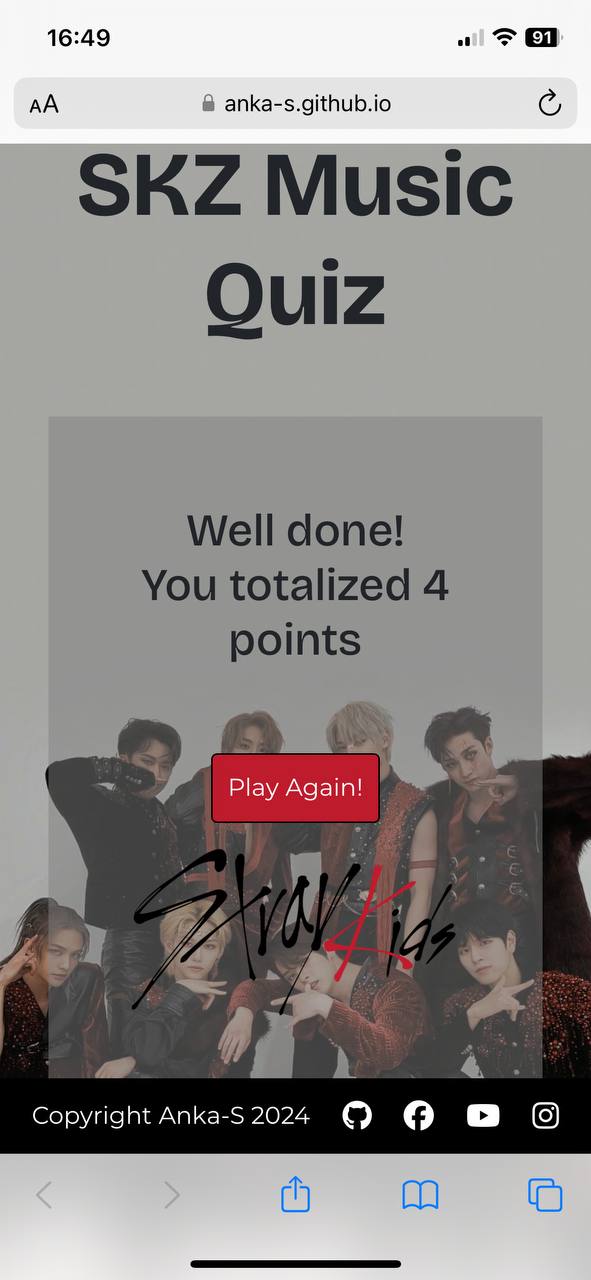 16:49
91
AA
anka-s.github.io
SKZ Music
Quiz
Well done!
You totalized 4
points
Play Again!
Stray Kids
Copyright Anka-S 2024